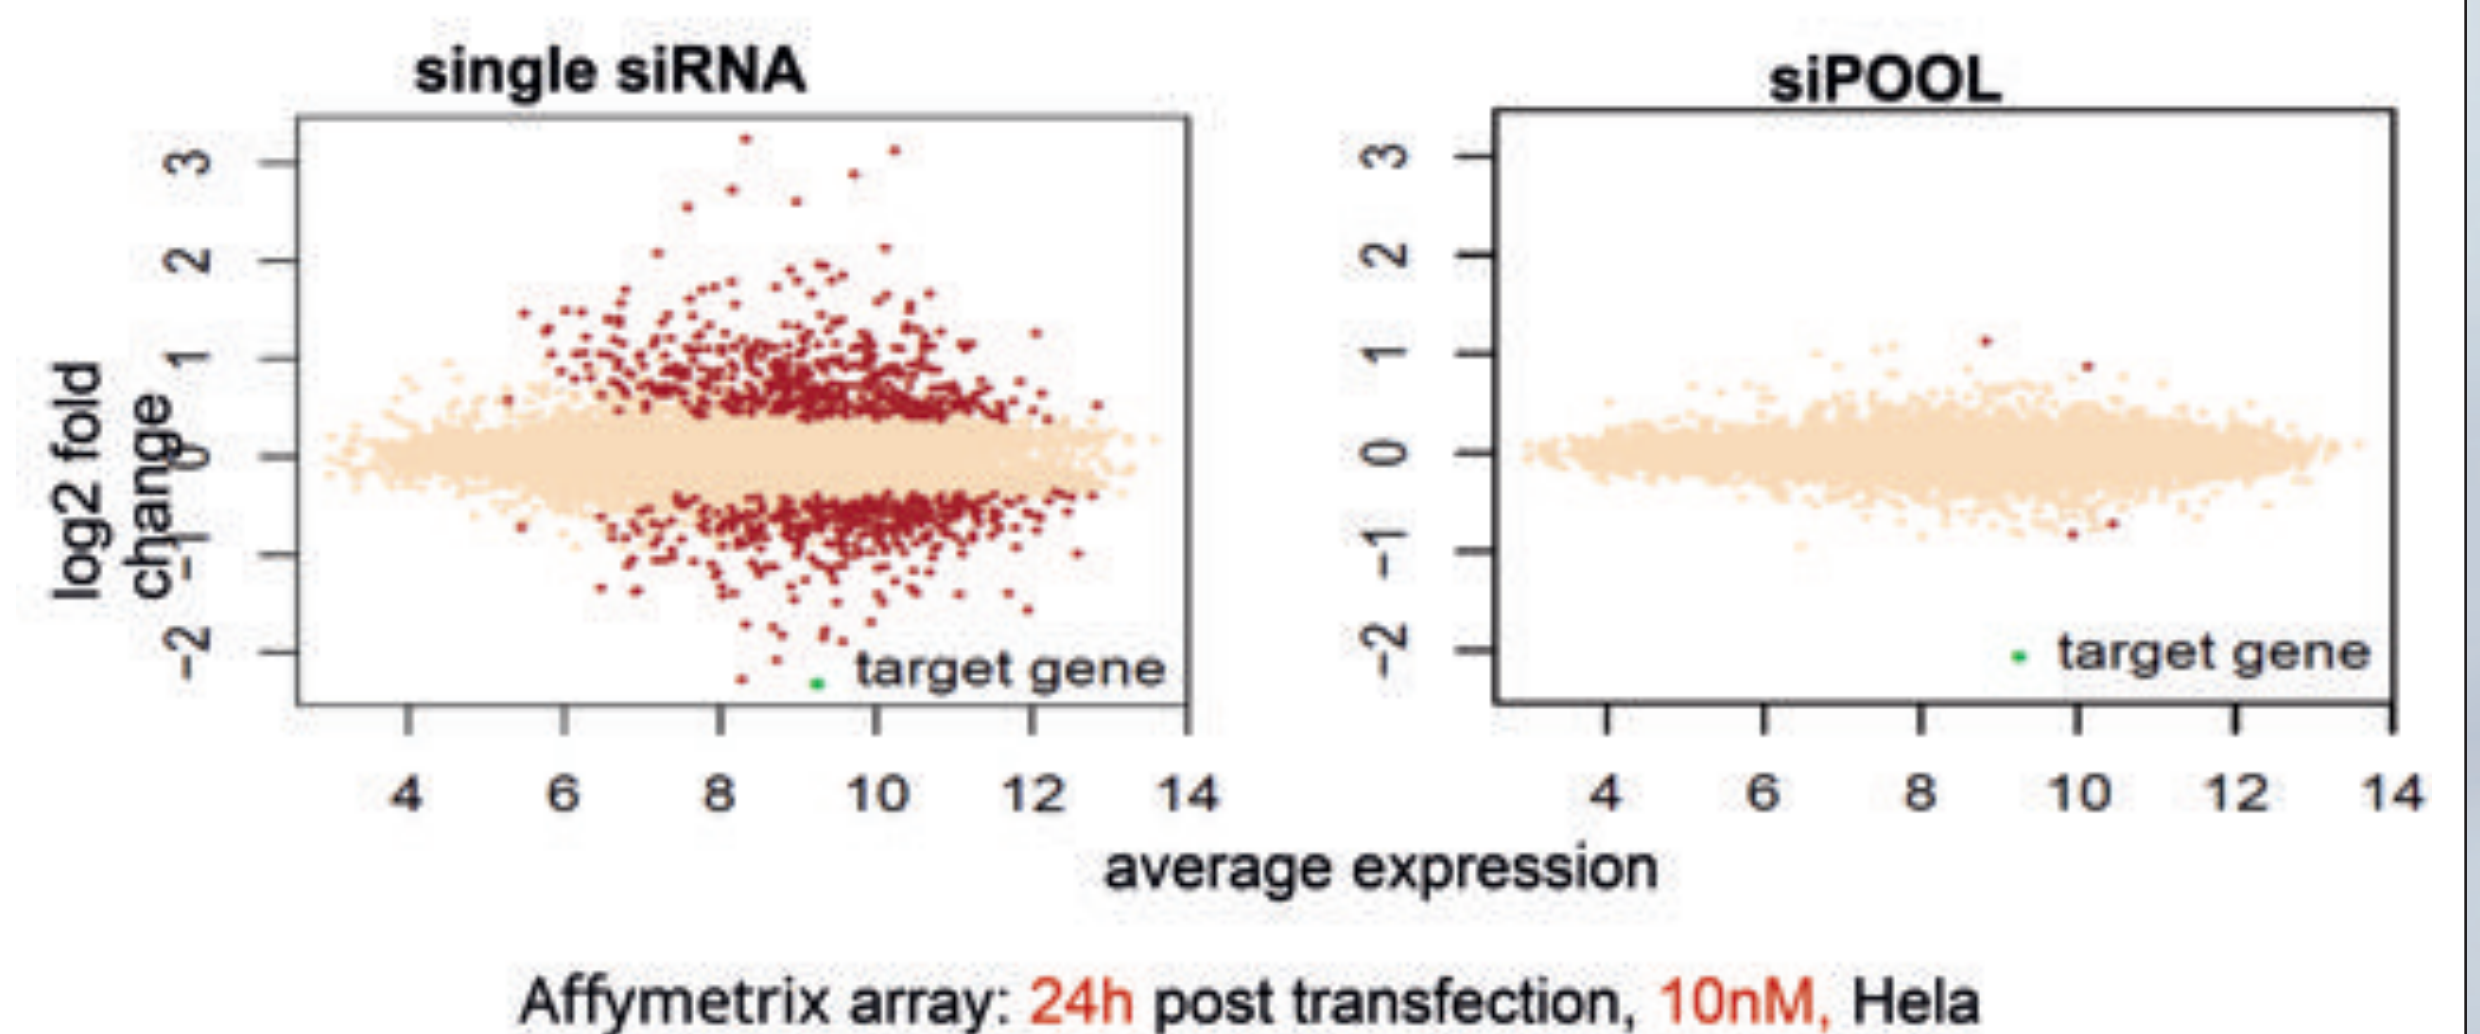 single siRNA
siPOOL
log2 fold
change
3
2
1
0
-1
-2
target gene
4 6 8 10 12 14
3
2
1
0
-1
-2
target gene
4 6 8 10 12 14
average expression
Affymetrix array: 24h post transfection, 10nM, Hela